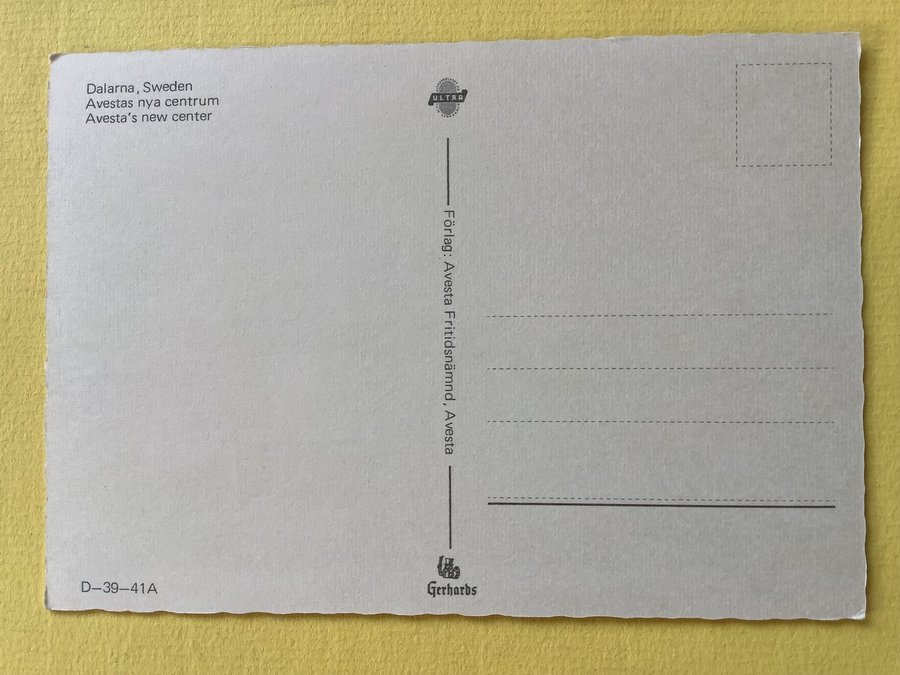 Dalarna, Sweden
Avestas nya centrum
Avesta's new center
ULTRA
Förlag: Avesta Fritidsnämnd, Avesta
D-39-41A
Gerhards